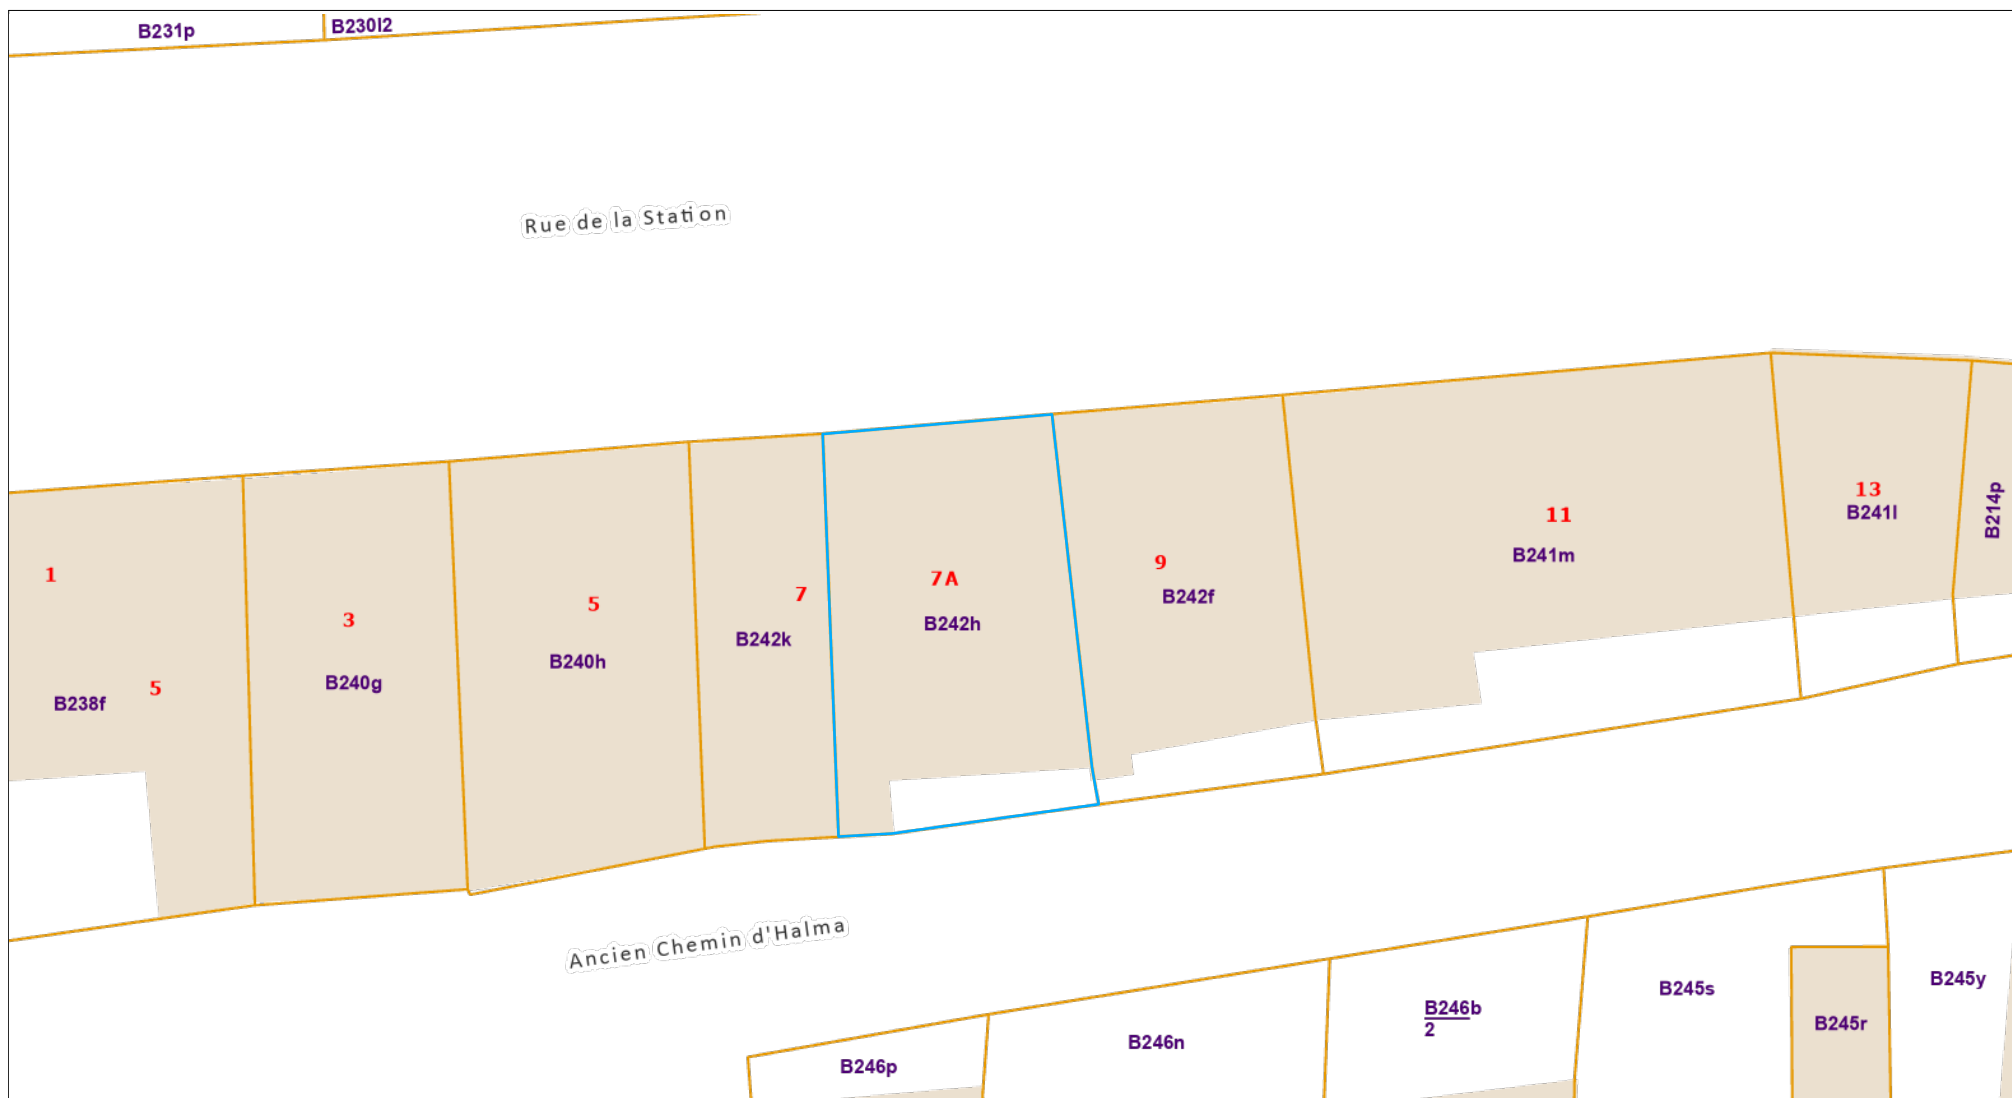 B231p
B230l2
Rue de la Station
1
5
B238f
3
B240g
5
B240h
7
B242k
7A
B242h
9
B242f
11
B241m
13
B241l
B214p
Ancien Chemin d'Halma
B246p
B246n
B246b
2
B245s
B245r
B245y